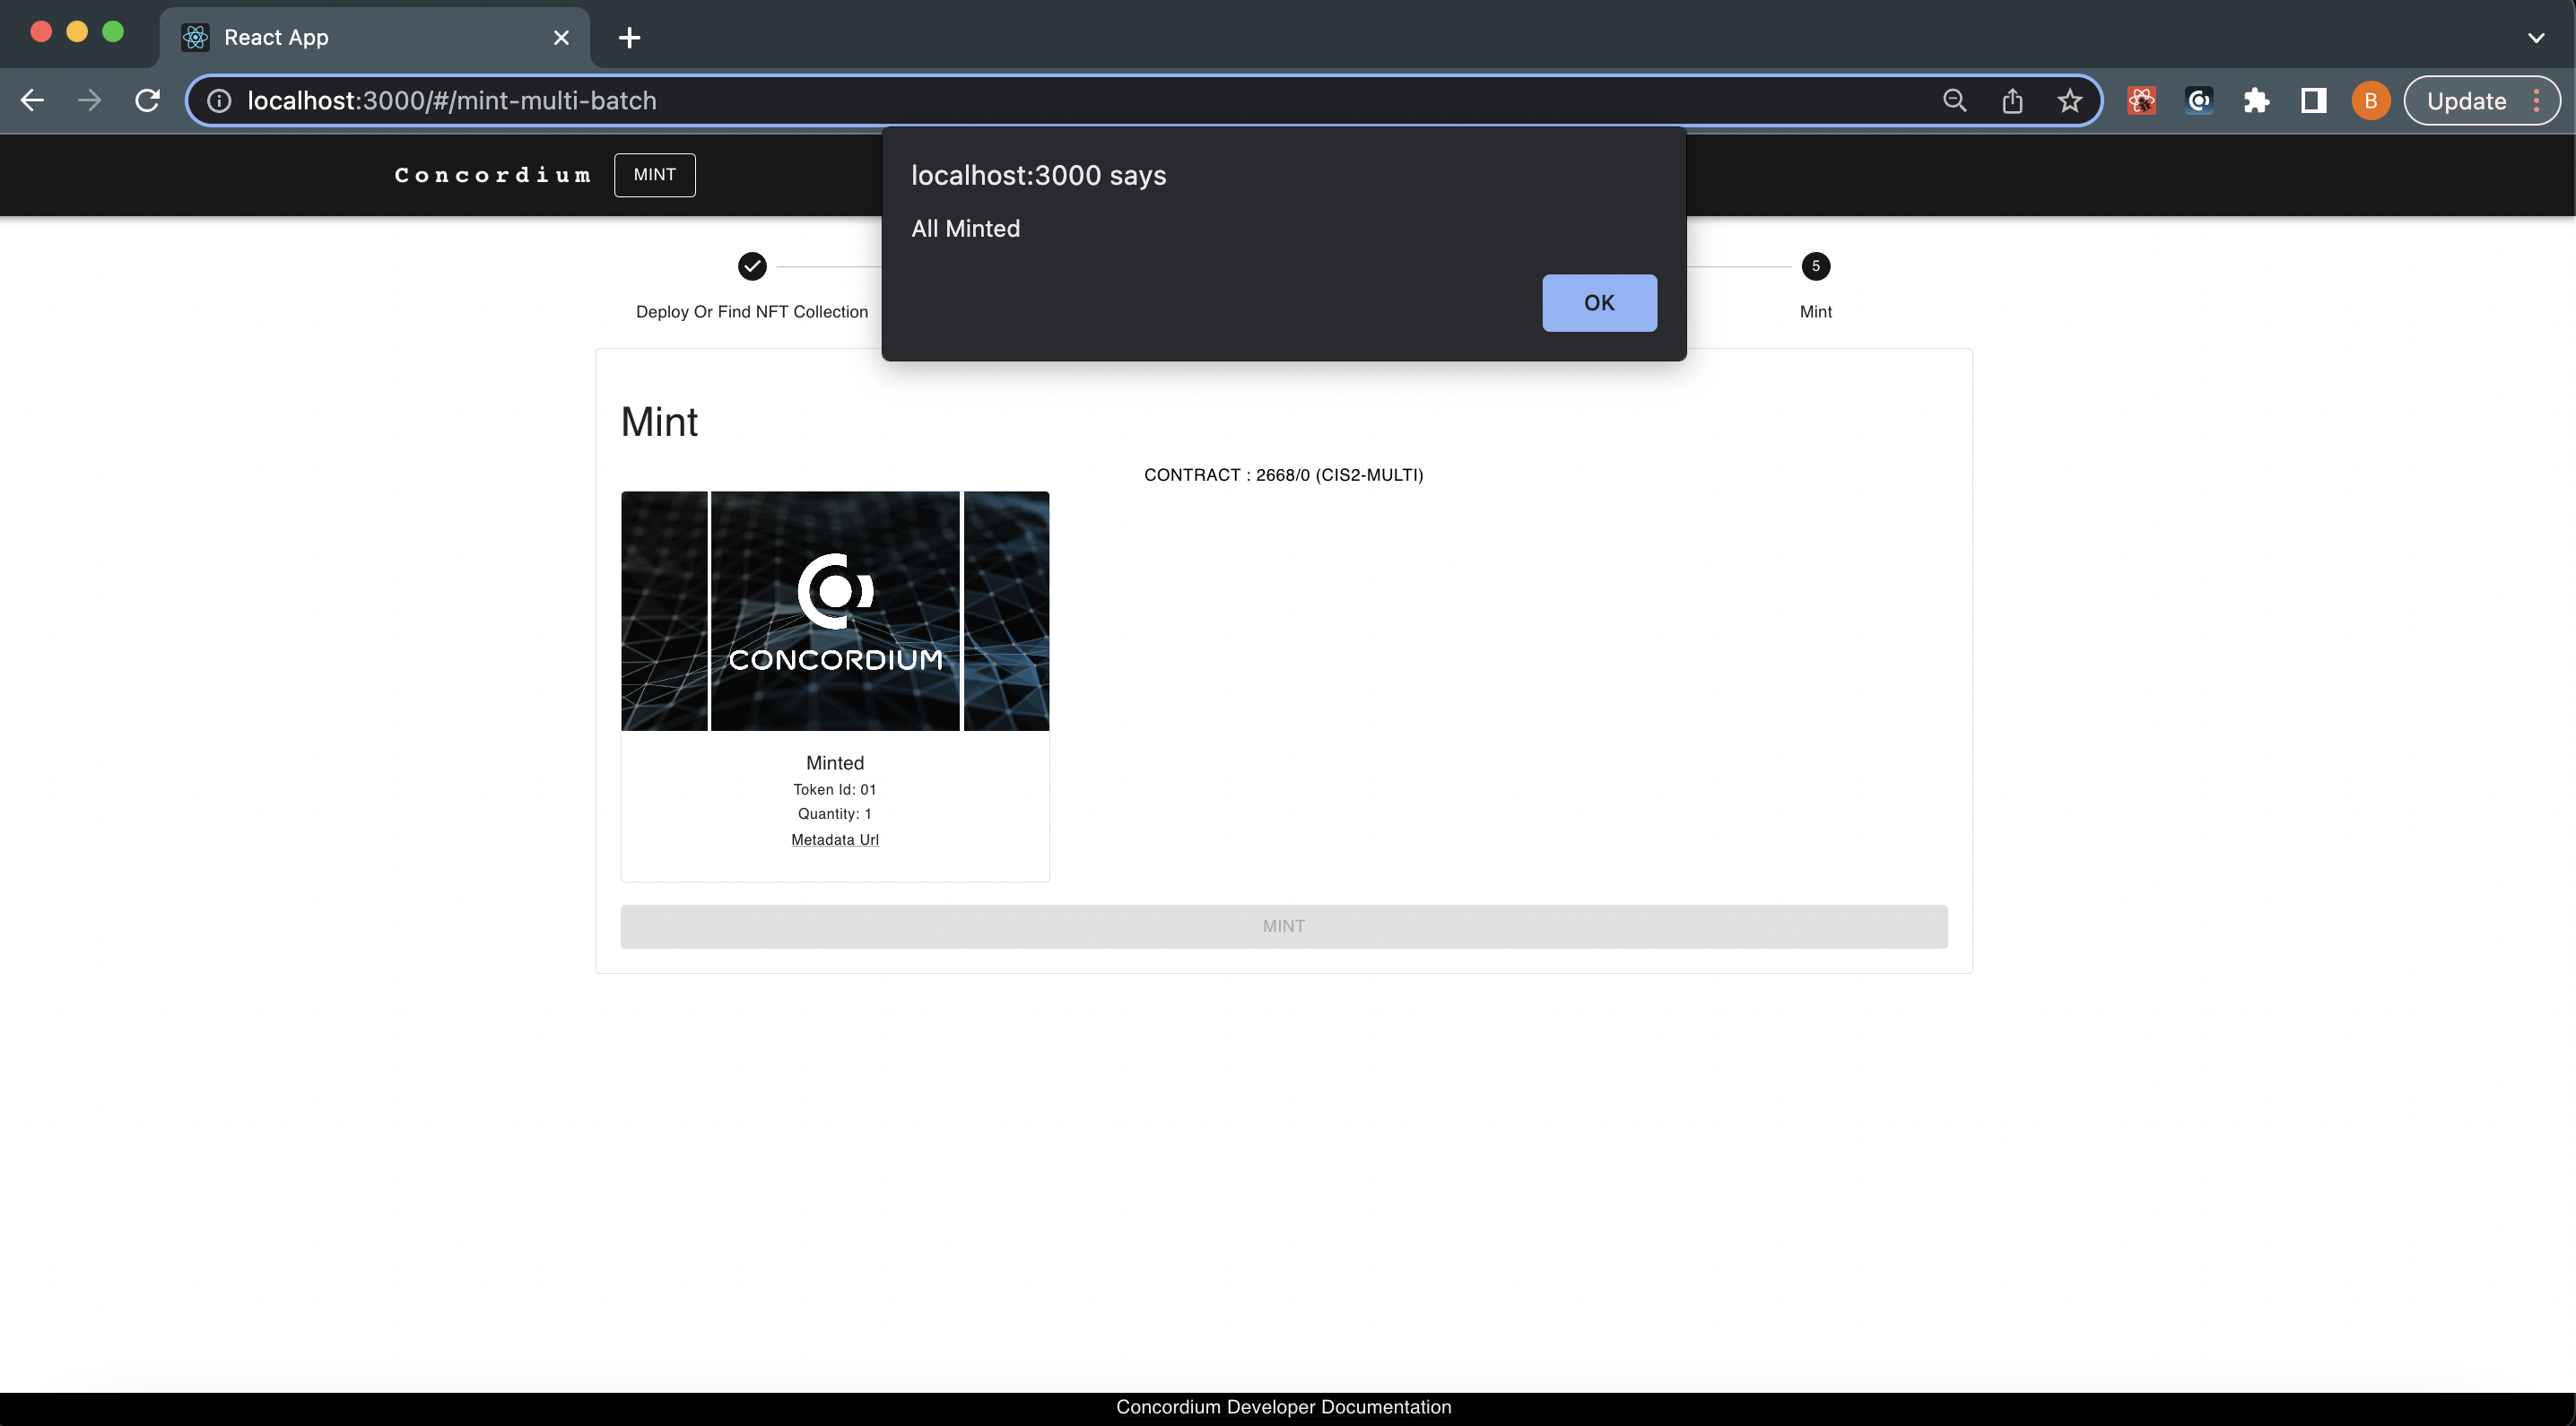 React App
localhost:3000/#/mint-multi-batch
B
Update
Concordium
MINT
localhost:3000 says
All Minted
OK
5
Deploy Or Find NFT Collection
Mint
Mint
CONTRACT : 2668/0 (CIS2-MULTI)
CONCORDIUM
Minted
Token Id: 01
Quantity: 1
Metadata Url
MINT
Concordium Developer Documentation